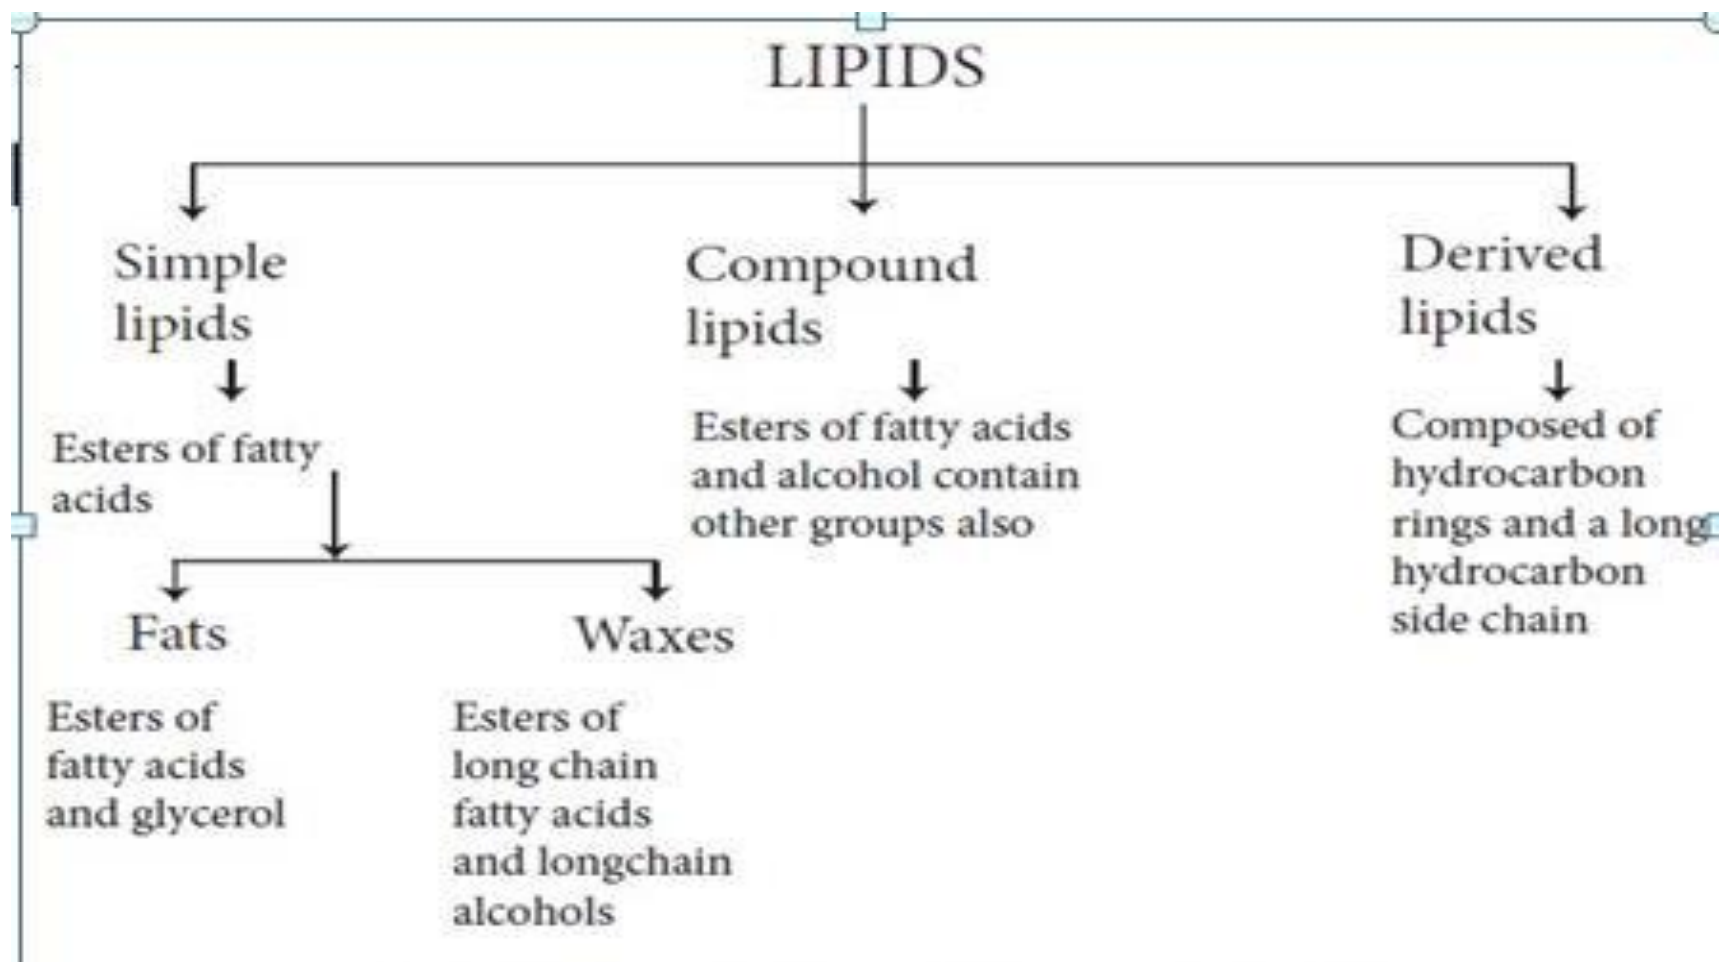 LIPIDS
Simple
lipids
Esters of fatty
acids
Fats
Esters of
fatty acids
and glycerol
Waxes
Esters of
long chain
fatty acids
and longchain
alcohols
Compound
lipids
Esters of fatty acids
and alcohol contain
other groups also
Derived
lipids
Composed of
hydrocarbon
rings and a long
hydrocarbon
side chain